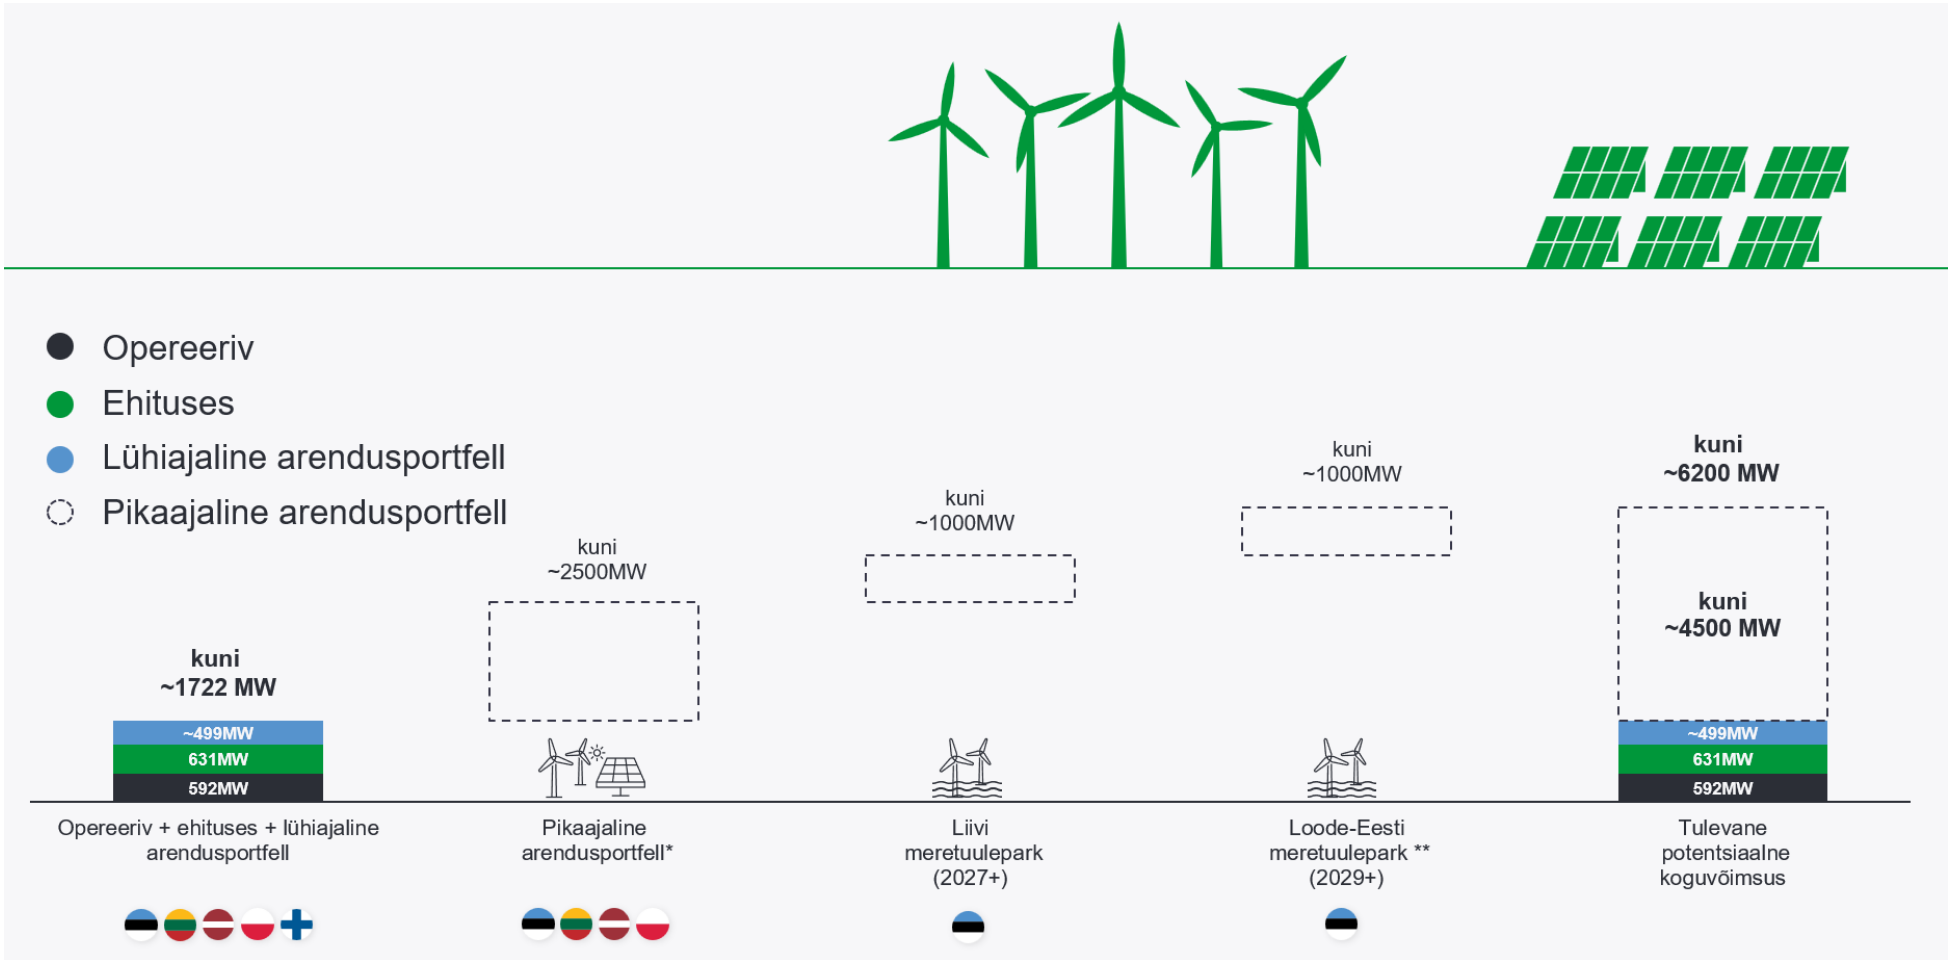 Opereeriv
Ehituses
Lühiajaline arendusportfell
Pikaajaline arendusportfell
kuni
~1722 MW
~499MW
631MW
592MW
Opereeriv + ehituses + lühiajaline
arendusportfell
kuni
~2500MW
Pikaajaline
arendusportfell*
kuni
~1000MW
Liivi
meretuulepark
(2027+)
kuni
~1000MW
Loode-Eesti
meretuulepark **
(2029+)
kuni
~6200 MW
kuni
~4500 MW
~499MW
631MW
592MW
Tulevane
potentsiaalne
koguvõimsus